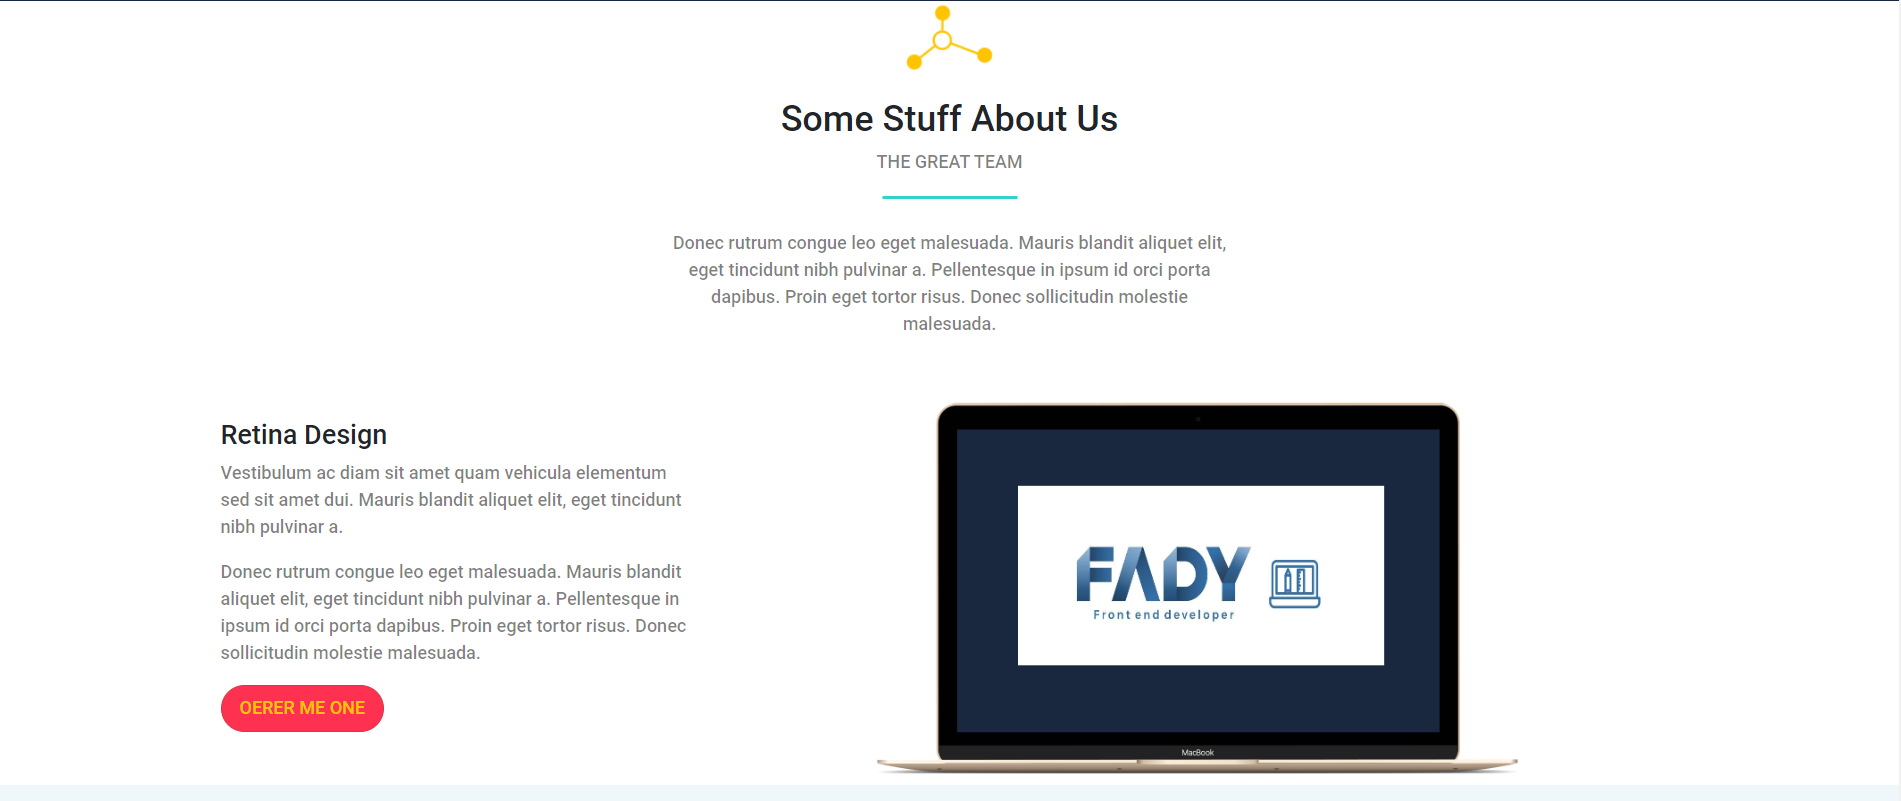 Some Stuff About Us
THE GREAT TEAM
Donec rutrum congue leo eget malesuada. Mauris blandit aliquet elit,
eget tincidunt nibh pulvinar a. Pellentesque in ipsum id orci porta
dapibus. Proin eget tortor risus. Donec sollicitudin molestie
malesuada.
Retina Design
Vestibulum ac diam sit amet quam vehicula elementum
sed sit amet dui. Mauris blandit aliquet elit, eget tincidunt
nibh pulvinar a.
Donec rutrum congue leo eget malesuada. Mauris blandit
aliquet elit, eget tincidunt nibh pulvinar a. Pellentesque in
ipsum id orci porta dapibus. Proin eget tortor risus. Donec
sollicitudin molestie malesuada.
OERER ME ONE
FADY
Front end developer
MacBook